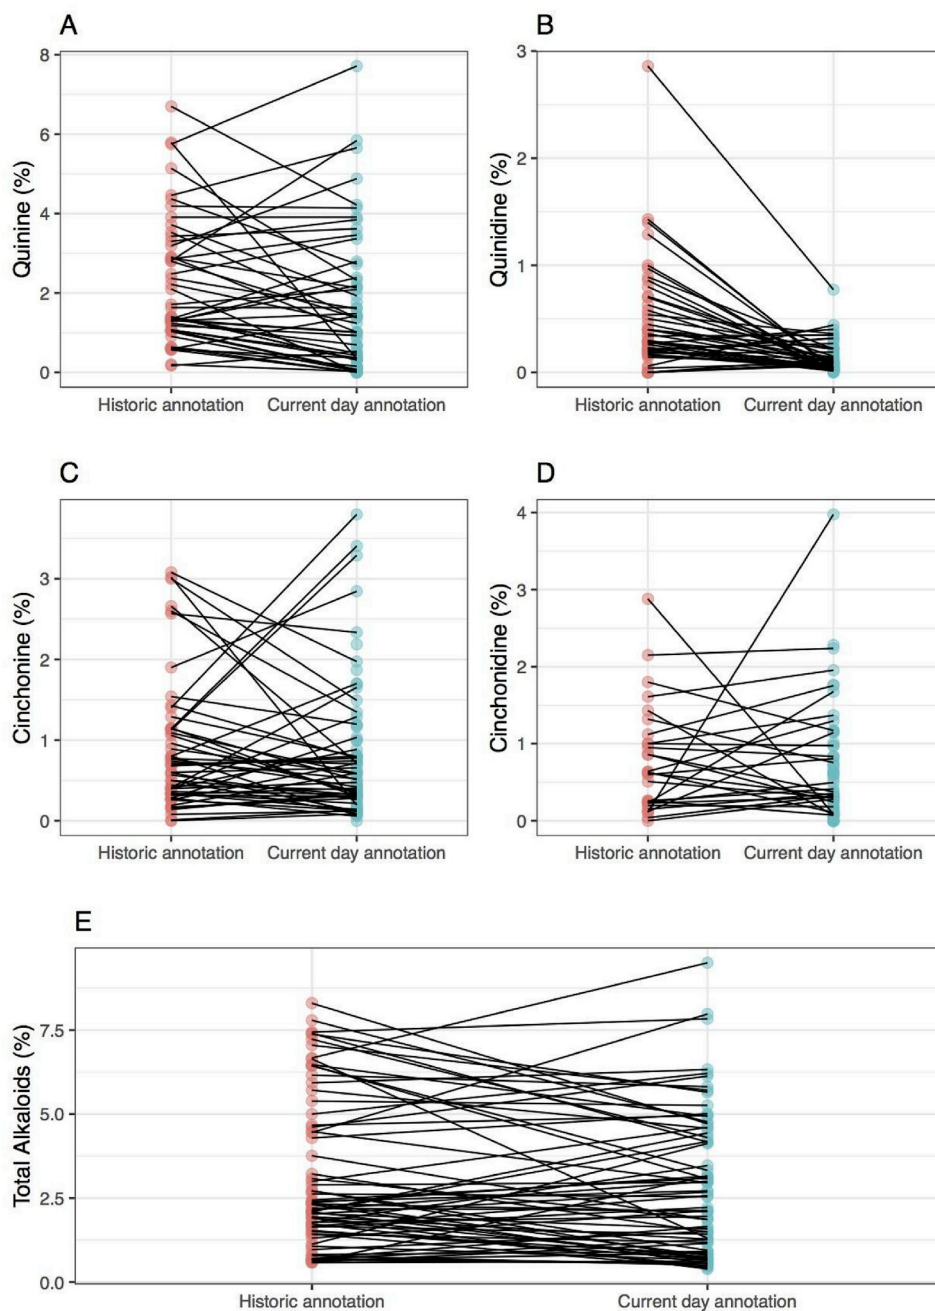 A
Quinine (%)
8
6
4
2
0
Historic annotation
Current day annotation
B
Quinidine (%)
3
2
1
0
Historic annotation
Current day annotation
C
Cinchonine (%)
3
2
1
0
Historic annotation
Current day annotation
D
Cinchonidine (%)
4
3
2
1
0
Historic annotation
Current day annotation
E
Total Alkaloids (%)
7.5
5.0
2.5
0.0
Historic annotation
Current day annotation